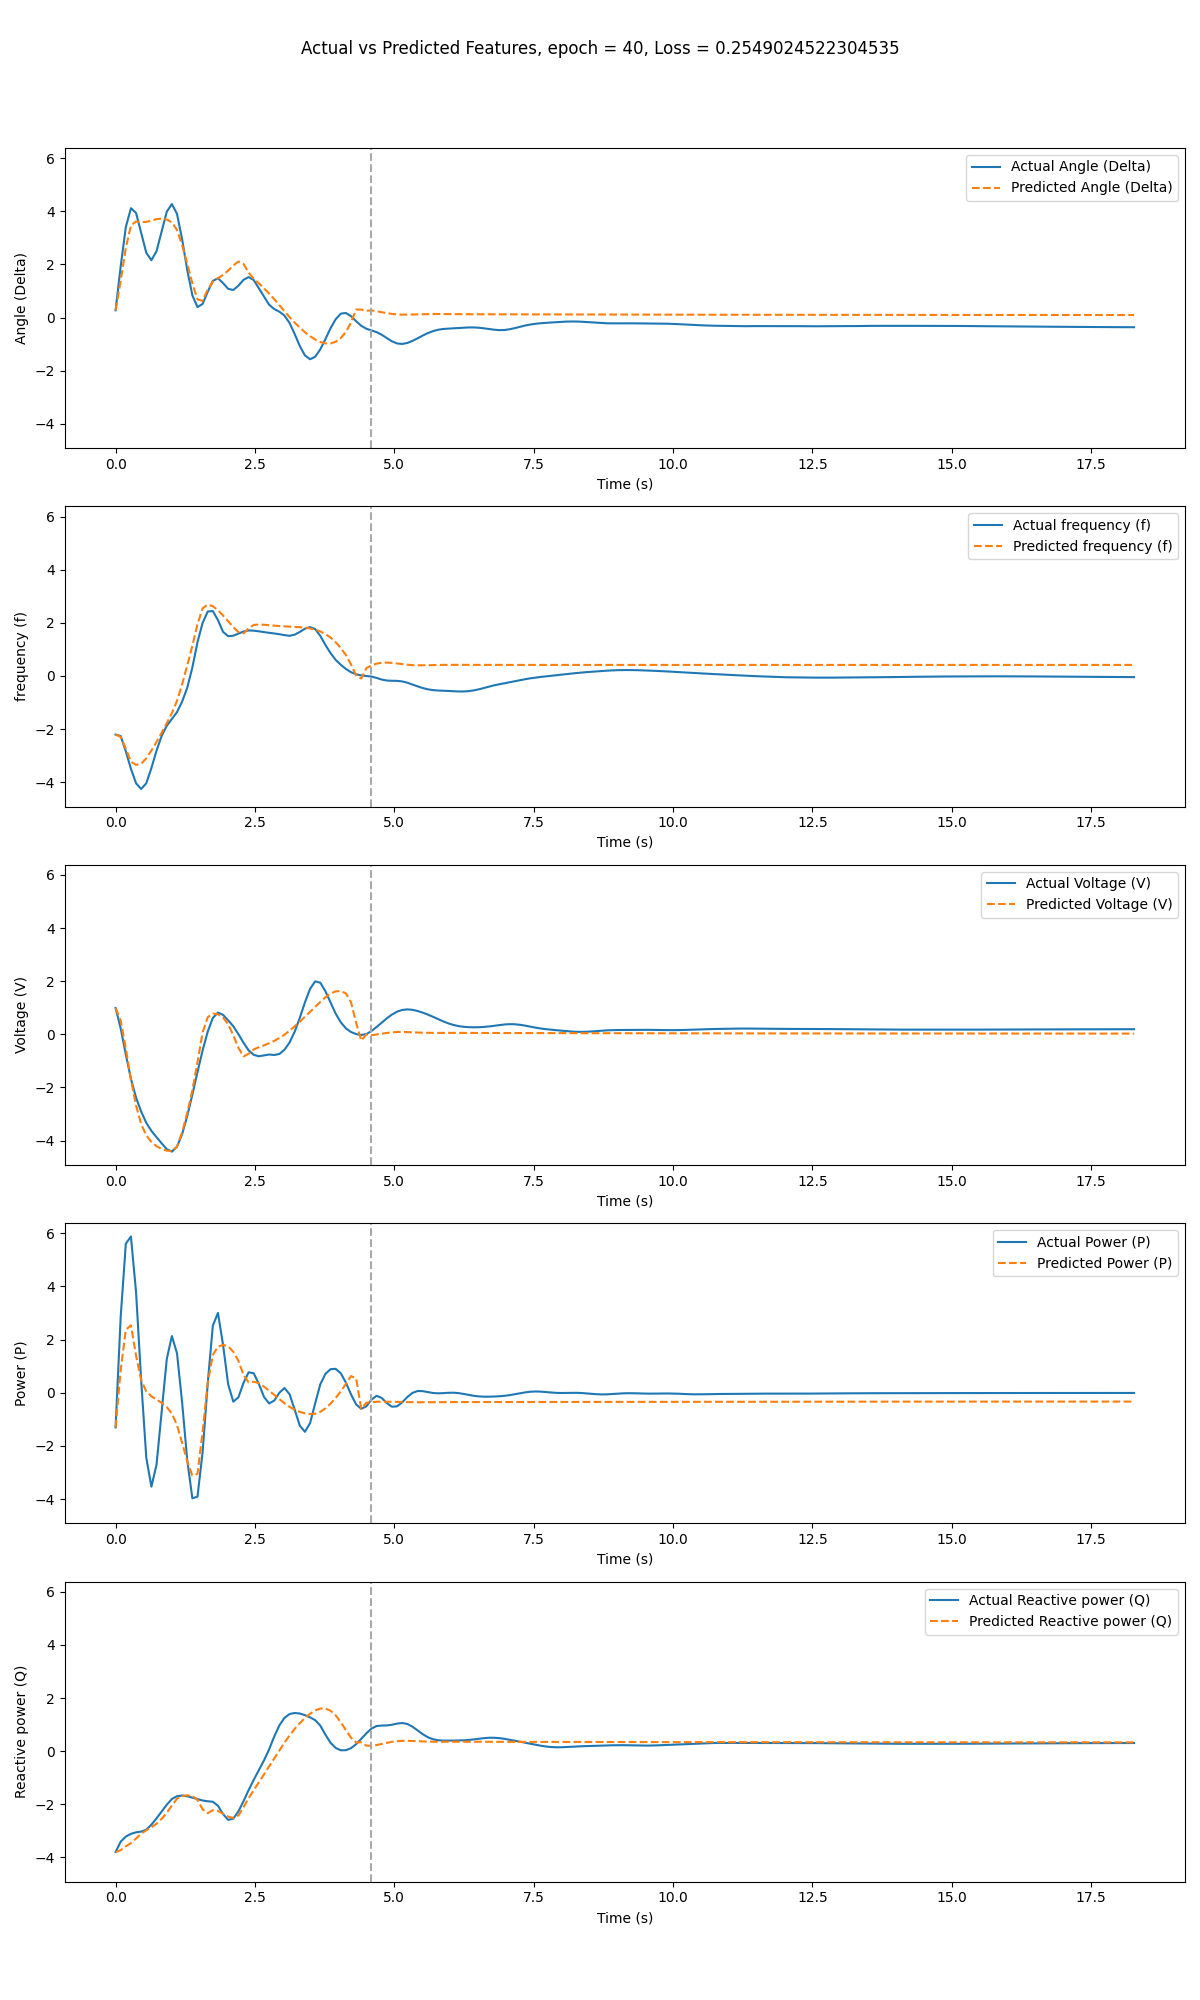 Actual vs Predicted Features, epoch = 40, Loss = 0.2549024522304535
6
4
2
0
−2
−4
Angle (Delta)
Actual Angle (Delta)
Predicted Angle (Delta)
0.0 2.5 5.0 7.5 10.0 12.5 15.0 17.5
Time (s)
6
4
2
0
−2
−4
frequency (f)
Actual frequency (f)
Predicted frequency (f)
0.0 2.5 5.0 7.5 10.0 12.5 15.0 17.5
Time (s)
6
4
2
0
−2
−4
Voltage (V)
Actual Voltage (V)
Predicted Voltage (V)
0.0 2.5 5.0 7.5 10.0 12.5 15.0 17.5
Time (s)
6
4
2
0
−2
−4
Power (P)
Actual Power (P)
Predicted Power (P)
0.0 2.5 5.0 7.5 10.0 12.5 15.0 17.5
Time (s)
6
4
2
0
−2
−4
Reactive power (Q)
Actual Reactive power (Q)
Predicted Reactive power (Q)
0.0 2.5 5.0 7.5 10.0 12.5 15.0 17.5
Time (s)